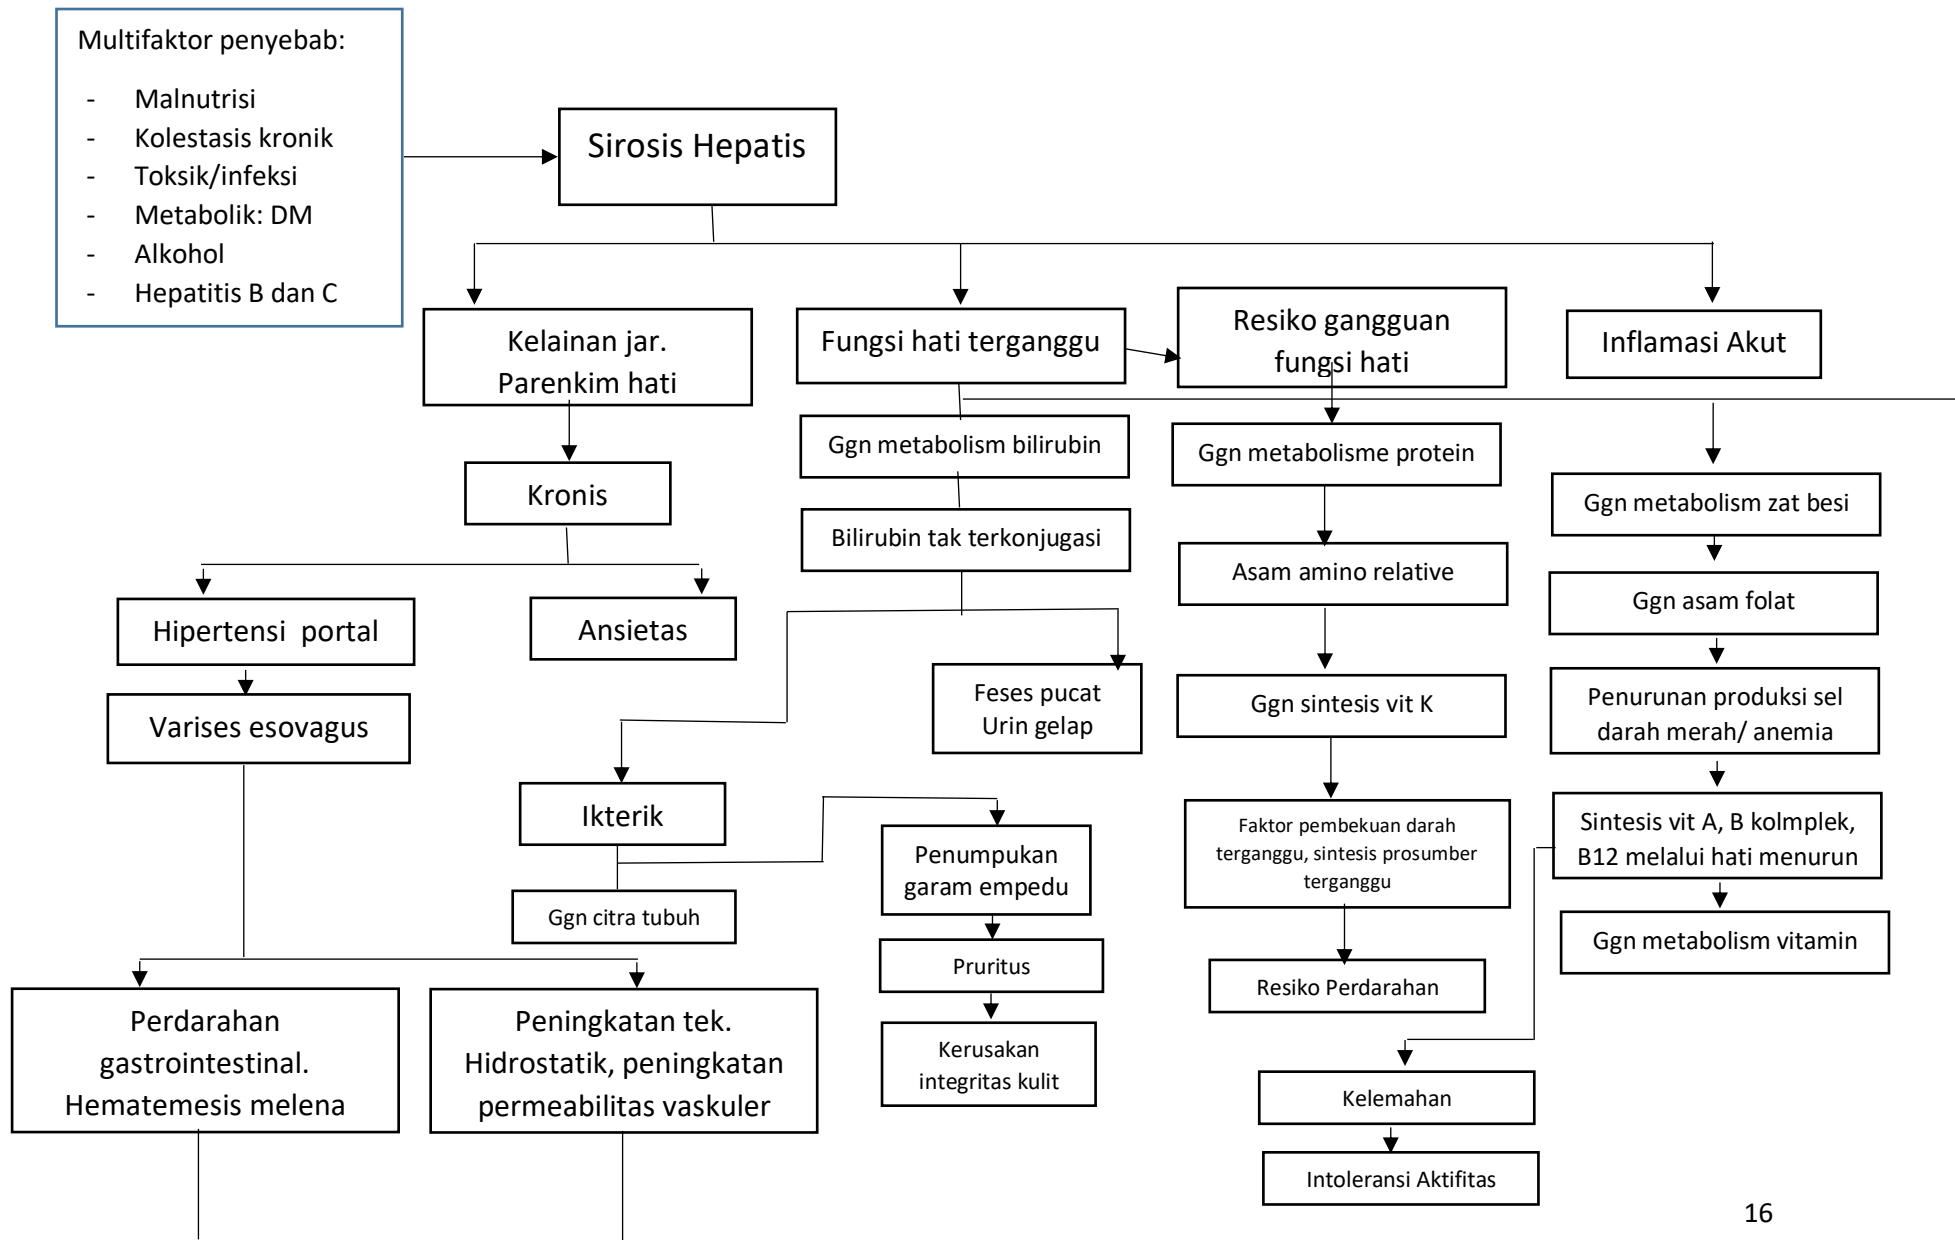 Multifaktor penyebab:
- Malnutrisi
- Kolestasis kronik
- Toksik/infeksi
- Metabolik: DM
- Alkohol
- Hepatitis B dan C
Sirosis Hepatis
Kelainan jar.
Parenkim hati
Fungsi hati terganggu
Resiko gangguan
fungsi hati
Inflamasi Akut
Kronis
Ggn metabolism bilirubin
Ggn metabolisme protein
Ggn metabolism zat besi
Bilirubin tak terkonjugasi
Asam amino relative
Ggn asam folat
Hipertensi portal
Ansietas
Feses pucat
Urin gelap
Ggn sintesis vit K
Penurunan produksi sel
darah merah/ anemia
Varises esovagus
Ikterik
Penumpukan
garam empedu
Faktor pembekuan darah
terganggu, sintesis prosumber
terganggu
Sintesis vit A, B kolmplek,
B12 melalui hati menurun
Ggn citra tubuh
Pruritus
Resiko Perdarahan
Ggn metabolism vitamin
Perdarahan
gastrointestinal.
Hematemesis melena
Peningkatan tek.
Hidrostatik, peningkatan
permeabilitas vaskuler
Kerusakan
integritas kulit
Kelemahan
Intoleransi Aktifitas
16